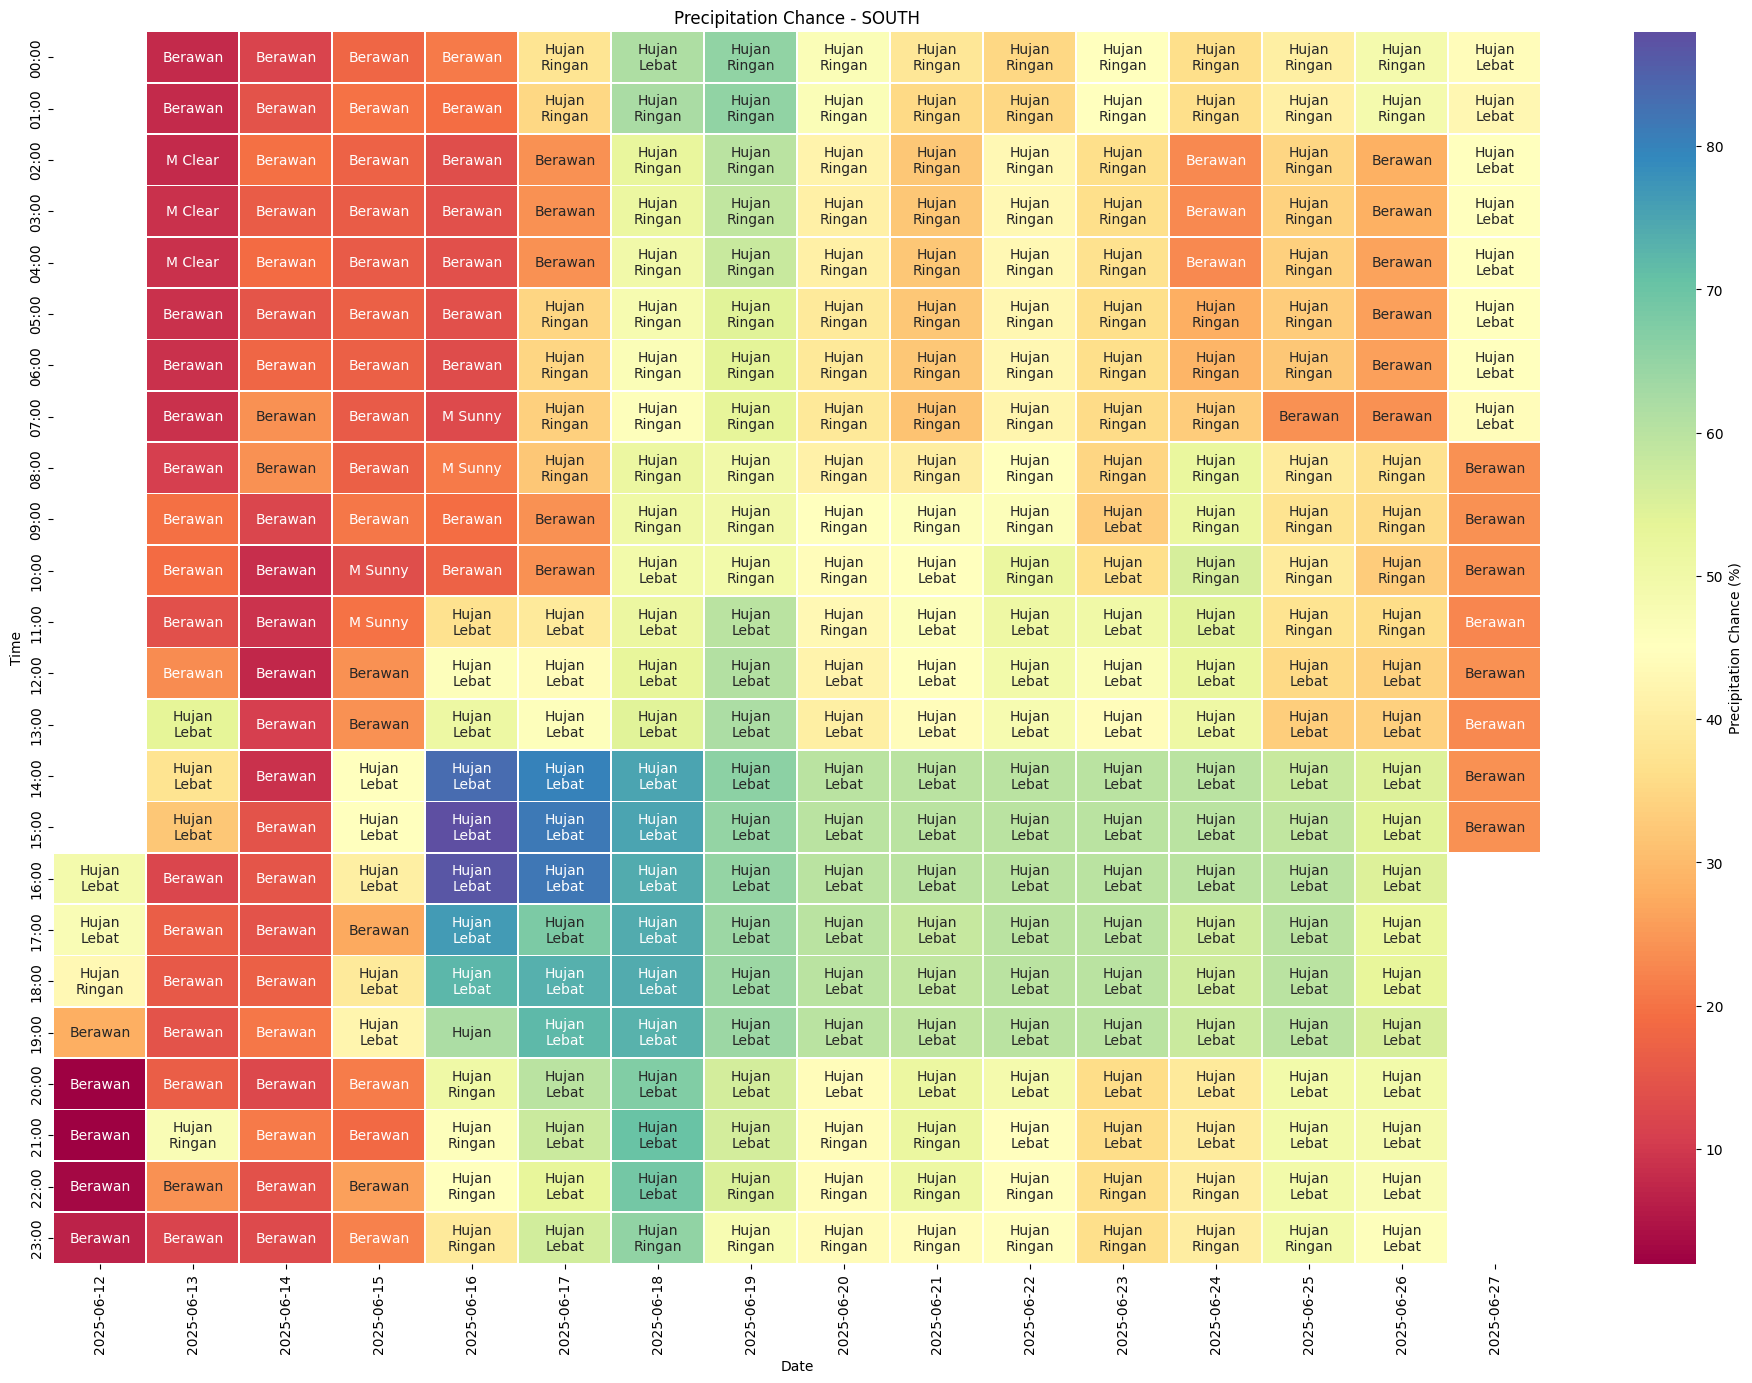 Precipitation Chance - SOUTH
00:00 Berawan Berawan Berawan Berawan Hujan Ringan Hujan Lebat Hujan Ringan Hujan Ringan Hujan Ringan Hujan Ringan Hujan Ringan Hujan Ringan Hujan Ringan Hujan Ringan Hujan Lebat
01:00 Berawan Berawan Berawan Berawan Hujan Ringan Hujan Ringan Hujan Ringan Hujan Ringan Hujan Ringan Hujan Ringan Hujan Ringan Hujan Ringan Hujan Ringan Hujan Ringan Hujan Lebat
02:00 M Clear Berawan Berawan Berawan Berawan Hujan Ringan Hujan Ringan Hujan Ringan Hujan Ringan Hujan Ringan Hujan Ringan Berawan Hujan Ringan Berawan Hujan Lebat
03:00 M Clear Berawan Berawan Berawan Berawan Hujan Ringan Hujan Ringan Hujan Ringan Hujan Ringan Hujan Ringan Hujan Ringan Berawan Hujan Ringan Berawan Hujan Lebat
04:00 M Clear Berawan Berawan Berawan Berawan Hujan Ringan Hujan Ringan Hujan Ringan Hujan Ringan Hujan Ringan Hujan Ringan Berawan Hujan Ringan Berawan Hujan Lebat
05:00 Berawan Berawan Berawan Berawan Hujan Ringan Hujan Ringan Hujan Ringan Hujan Ringan Hujan Ringan Hujan Ringan Hujan Ringan Hujan Ringan Hujan Ringan Berawan Hujan Lebat
06:00 Berawan Berawan Berawan Berawan Hujan Ringan Hujan Ringan Hujan Ringan Hujan Ringan Hujan Ringan Hujan Ringan Hujan Ringan Hujan Ringan Hujan Ringan Berawan Hujan Lebat
07:00 Berawan Berawan Berawan M Sunny Hujan Ringan Hujan Ringan Hujan Ringan Hujan Ringan Hujan Ringan Hujan Ringan Hujan Ringan Hujan Ringan Berawan Berawan Hujan Lebat
08:00 Berawan Berawan Berawan M Sunny Hujan Ringan Hujan Ringan Hujan Ringan Hujan Ringan Hujan Ringan Hujan Ringan Hujan Ringan Hujan Ringan Hujan Ringan Hujan Ringan Berawan
09:00 Berawan Berawan Berawan Berawan Berawan Hujan Ringan Hujan Ringan Hujan Ringan Hujan Ringan Hujan Ringan Hujan Lebat Hujan Ringan Hujan Ringan Hujan Ringan Berawan
10:00 Berawan Berawan M Sunny Berawan Berawan Hujan Lebat Hujan Ringan Hujan Ringan Hujan Lebat Hujan Ringan Hujan Lebat Hujan Ringan Hujan Ringan Hujan Ringan Berawan
11:00 Berawan Berawan M Sunny Hujan Lebat Hujan Lebat Hujan Lebat Hujan Lebat Hujan Ringan Hujan Lebat Hujan Lebat Hujan Lebat Hujan Lebat Hujan Ringan Hujan Ringan Berawan
12:00 Berawan Berawan Berawan Hujan Lebat Hujan Lebat Hujan Lebat Hujan Lebat Hujan Lebat Hujan Lebat Hujan Lebat Hujan Lebat Hujan Lebat Hujan Lebat Hujan Lebat Berawan
13:00 Hujan Lebat Berawan Berawan Hujan Lebat Hujan Lebat Hujan Lebat Hujan Lebat Hujan Lebat Hujan Lebat Hujan Lebat Hujan Lebat Hujan Lebat Hujan Lebat Hujan Lebat Berawan
14:00 Hujan Lebat Berawan Hujan Lebat Hujan Lebat Hujan Lebat Hujan Lebat Hujan Lebat Hujan Lebat Hujan Lebat Hujan Lebat Hujan Lebat Hujan Lebat Hujan Lebat Hujan Lebat Berawan
15:00 Hujan Lebat Berawan Hujan Lebat Hujan Lebat Hujan Lebat Hujan Lebat Hujan Lebat Hujan Lebat Hujan Lebat Hujan Lebat Hujan Lebat Hujan Lebat Hujan Lebat Hujan Lebat Berawan
16:00 Hujan Lebat Berawan Berawan Hujan Lebat Hujan Lebat Hujan Lebat Hujan Lebat Hujan Lebat Hujan Lebat Hujan Lebat Hujan Lebat Hujan Lebat Hujan Lebat Hujan Lebat Hujan Lebat
17:00 Hujan Lebat Berawan Berawan Berawan Hujan Lebat Hujan Lebat Hujan Lebat Hujan Lebat Hujan Lebat Hujan Lebat Hujan Lebat Hujan Lebat Hujan Lebat Hujan Lebat Hujan Lebat
18:00 Hujan Ringan Berawan Berawan Hujan Lebat Hujan Lebat Hujan Lebat Hujan Lebat Hujan Lebat Hujan Lebat Hujan Lebat Hujan Lebat Hujan Lebat Hujan Lebat Hujan Lebat Hujan Lebat
19:00 Berawan Berawan Berawan Hujan Lebat Hujan Hujan Lebat Hujan Lebat Hujan Lebat Hujan Lebat Hujan Lebat Hujan Lebat Hujan Lebat Hujan Lebat Hujan Lebat Hujan Lebat
20:00 Berawan Berawan Berawan Berawan Hujan Ringan Hujan Lebat Hujan Lebat Hujan Lebat Hujan Lebat Hujan Lebat Hujan Lebat Hujan Lebat Hujan Lebat Hujan Lebat Hujan Lebat
21:00 Berawan Hujan Ringan Berawan Berawan Hujan Ringan Hujan Lebat Hujan Lebat Hujan Lebat Hujan Ringan Hujan Ringan Hujan Lebat Hujan Lebat Hujan Lebat Hujan Lebat Hujan Lebat
22:00 Berawan Berawan Berawan Berawan Hujan Ringan Hujan Lebat Hujan Lebat Hujan Ringan Hujan Ringan Hujan Ringan Hujan Ringan Hujan Ringan Hujan Ringan Hujan Lebat Hujan Lebat
23:00 Berawan Berawan Berawan Berawan Hujan Ringan Hujan Lebat Hujan Ringan Hujan Ringan Hujan Ringan Hujan Ringan Hujan Ringan Hujan Ringan Hujan Ringan Hujan Ringan Hujan Lebat
Time
2025-06-12 2025-06-13 2025-06-14 2025-06-15 2025-06-16 2025-06-17 2025-06-18 2025-06-19 2025-06-20 2025-06-21 2025-06-22 2025-06-23 2025-06-24 2025-06-25 2025-06-26 2025-06-27
Date
80
70
60
50
40
30
20
10
Precipitation Chance (%)